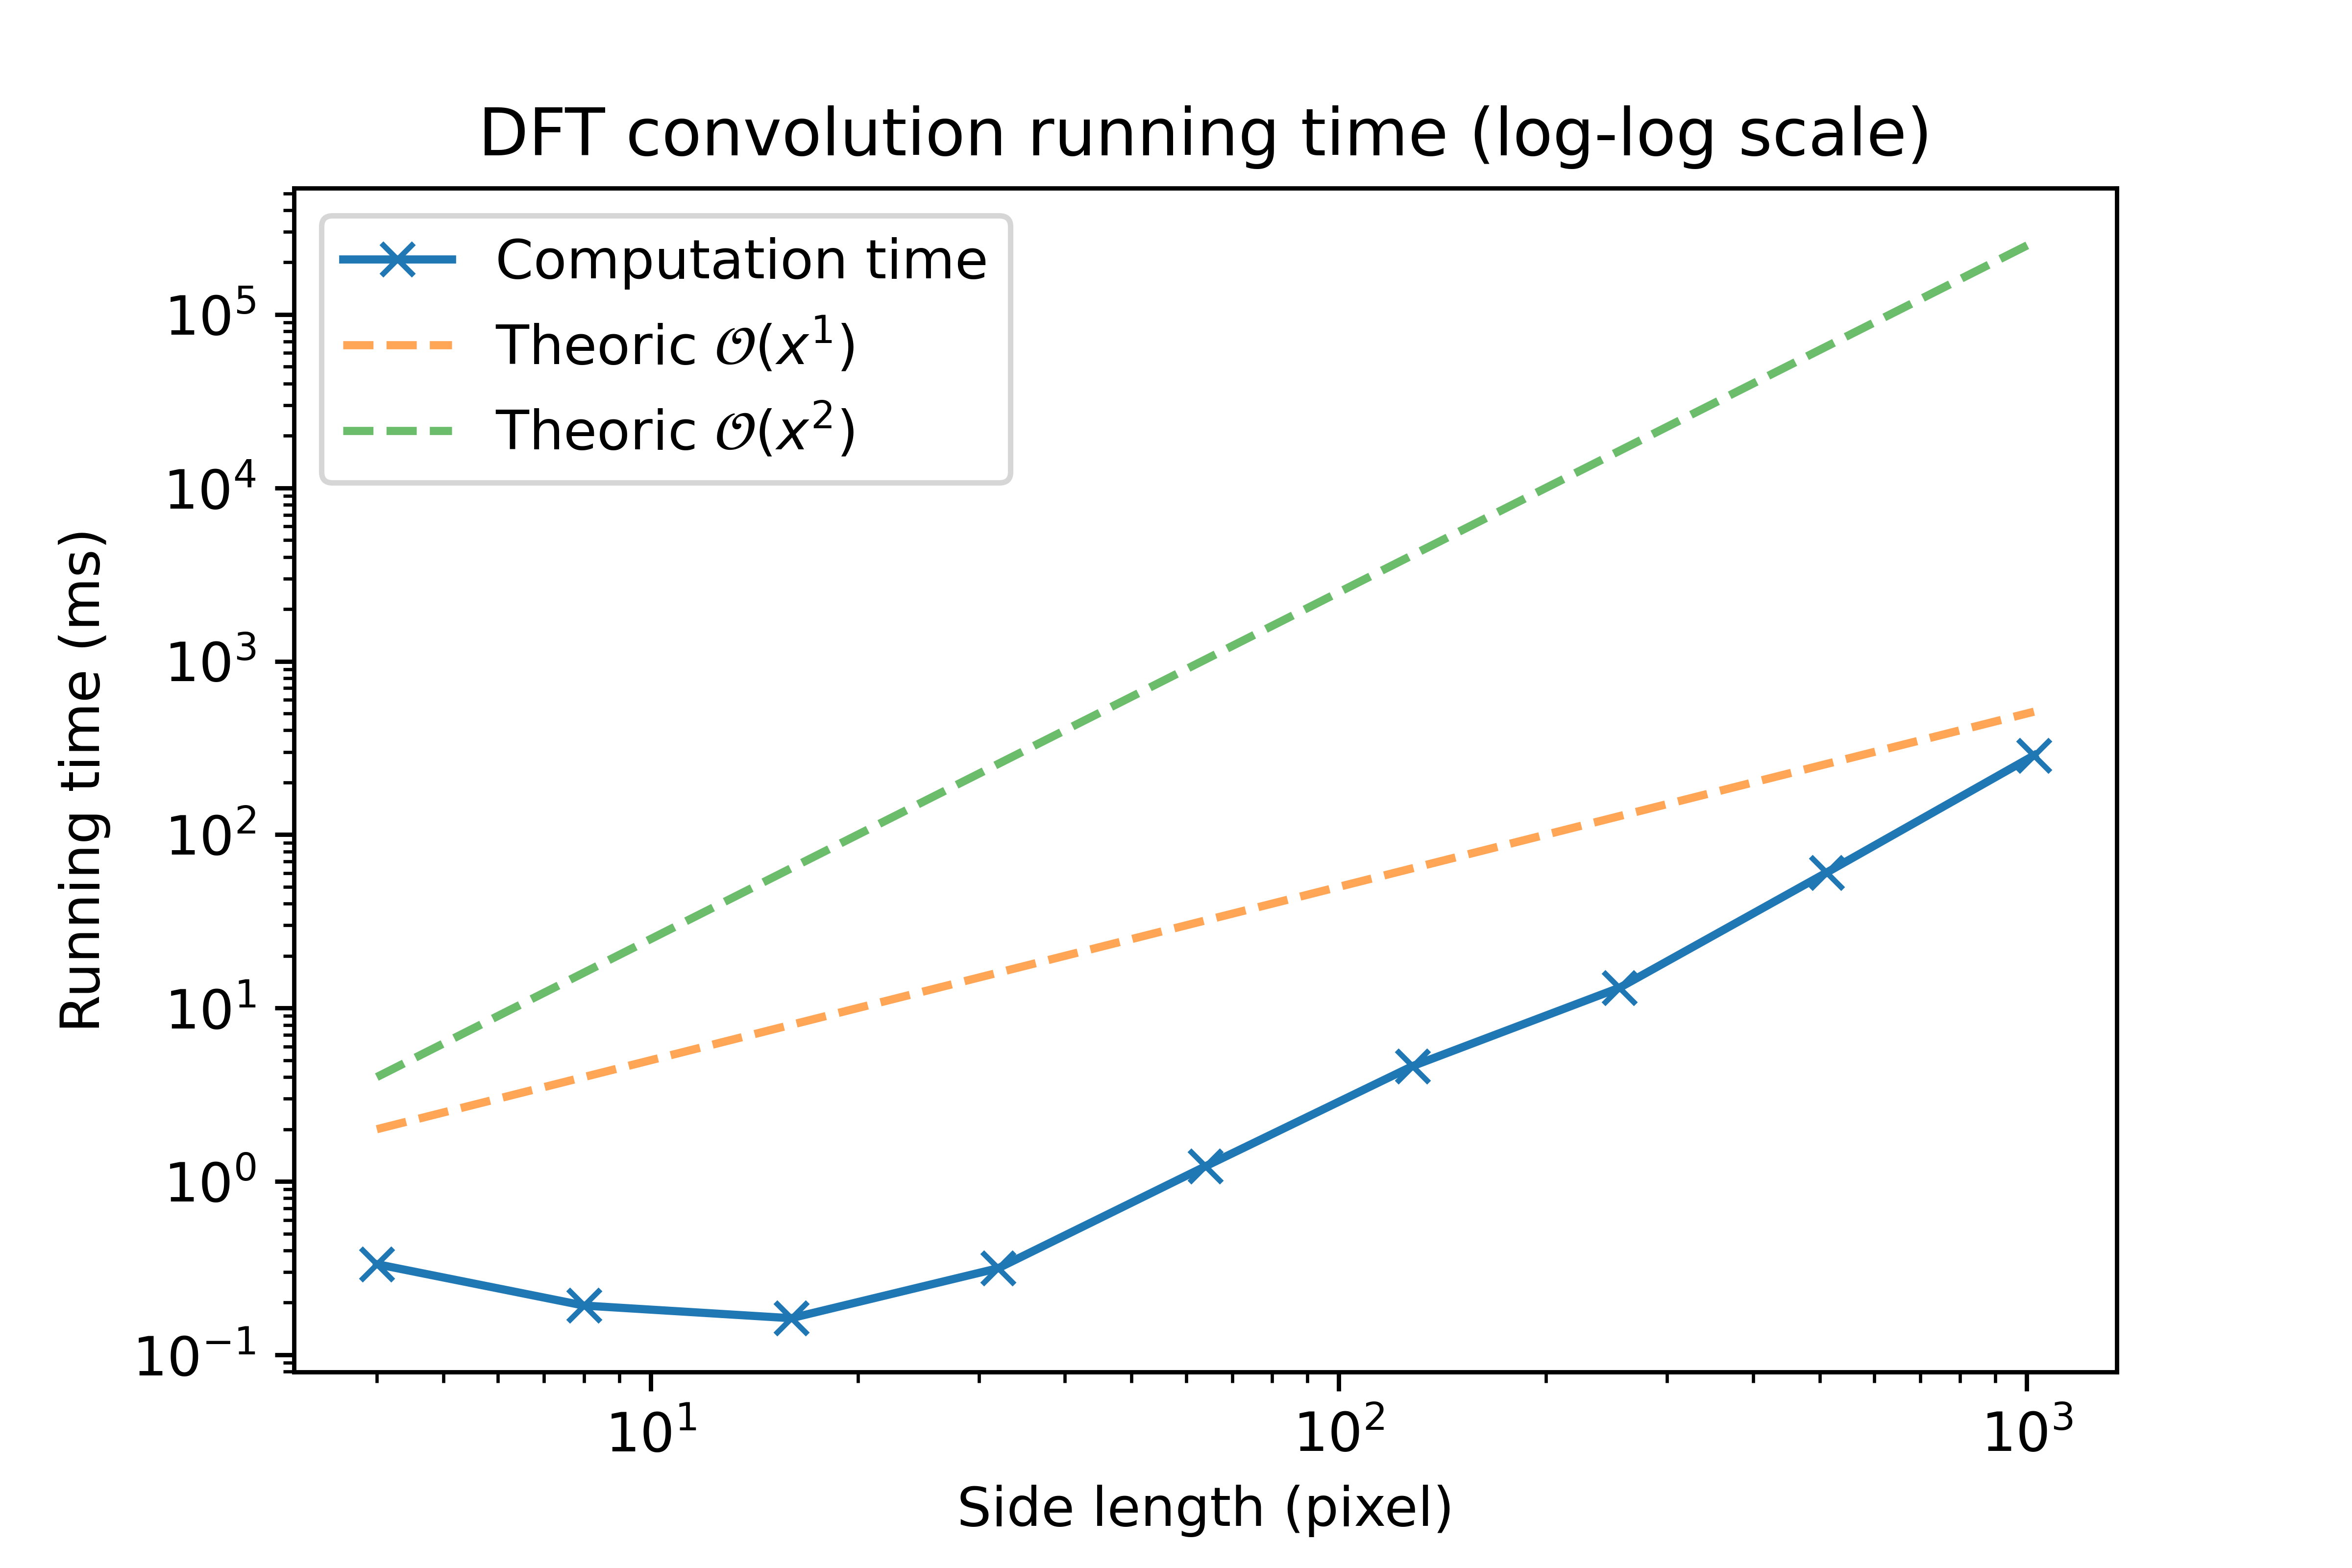 DFT convolution running time (log-log scale)
Computation time
Theoric 𝒪(x¹)
Theoric 𝒪(x²)
Running time (ms)
10⁵
10⁴
10³
10²
10¹
10⁰
10⁻¹
10¹ 10² 10³
Side length (pixel)